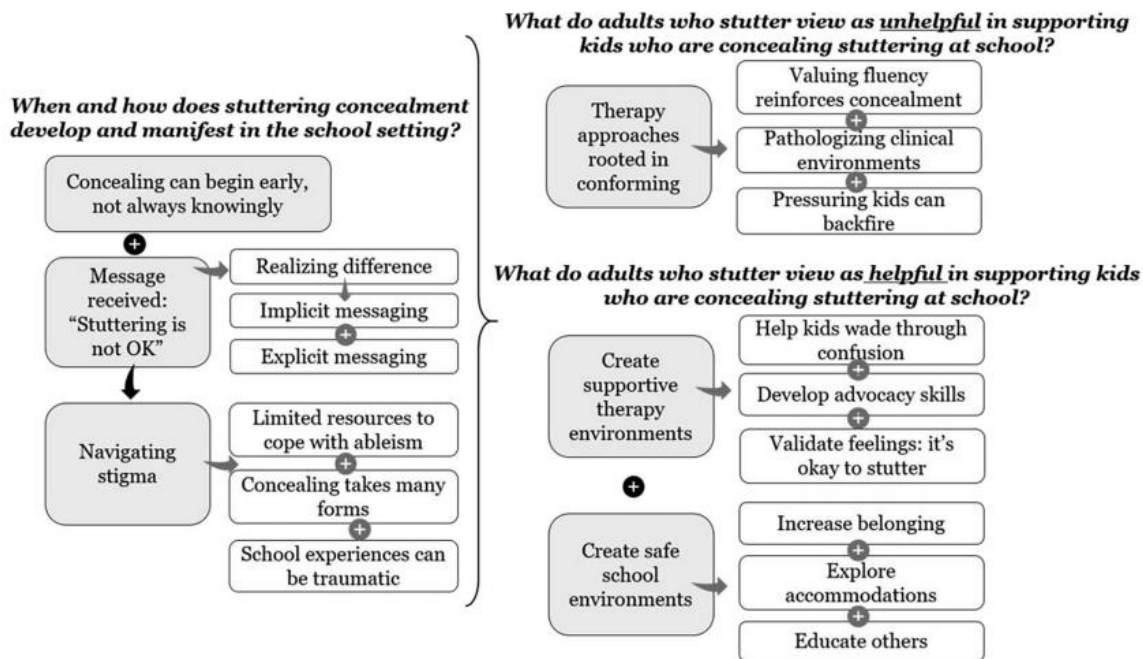 When and how does stuttering concealment
develop and manifest in the school setting?
Concealing can begin early,
not always knowingly
+
Message
received:
“Stuttering is
not OK”
Realizing difference
Implicit messaging
+
Explicit messaging
Navigating
stigma
Limited resources to
cope with ableism
+
Concealing takes many
forms
+
School experiences can
be traumatic
What do adults who stutter view as unhelpful in supporting
kids who are concealing stuttering at school?
Therapy
approaches
rooted in
conforming
Valuing fluency
reinforces concealment
+
Pathologizing clinical
environments
+
Pressuring kids can
backfire
What do adults who stutter view as helpful in supporting kids
who are concealing stuttering at school?
Create
supportive
therapy
environments
Help kids wade through
confusion
+
Develop advocacy skills
+
Validate feelings: it's
okay to stutter
+
Create safe
school
environments
Increase belonging
+
Explore
accommodations
+
Educate others